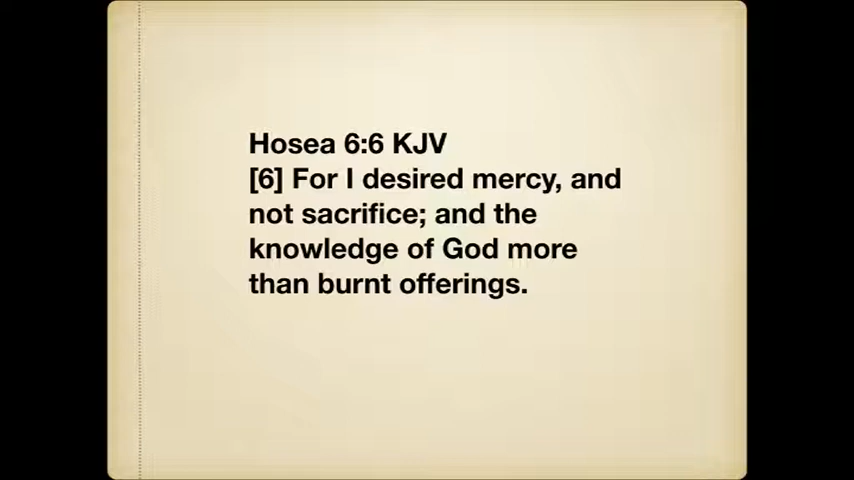 Hosea 6:6 KJV
[6] For I desired mercy, and
not sacrifice; and the
knowledge of God more
than burnt offerings.